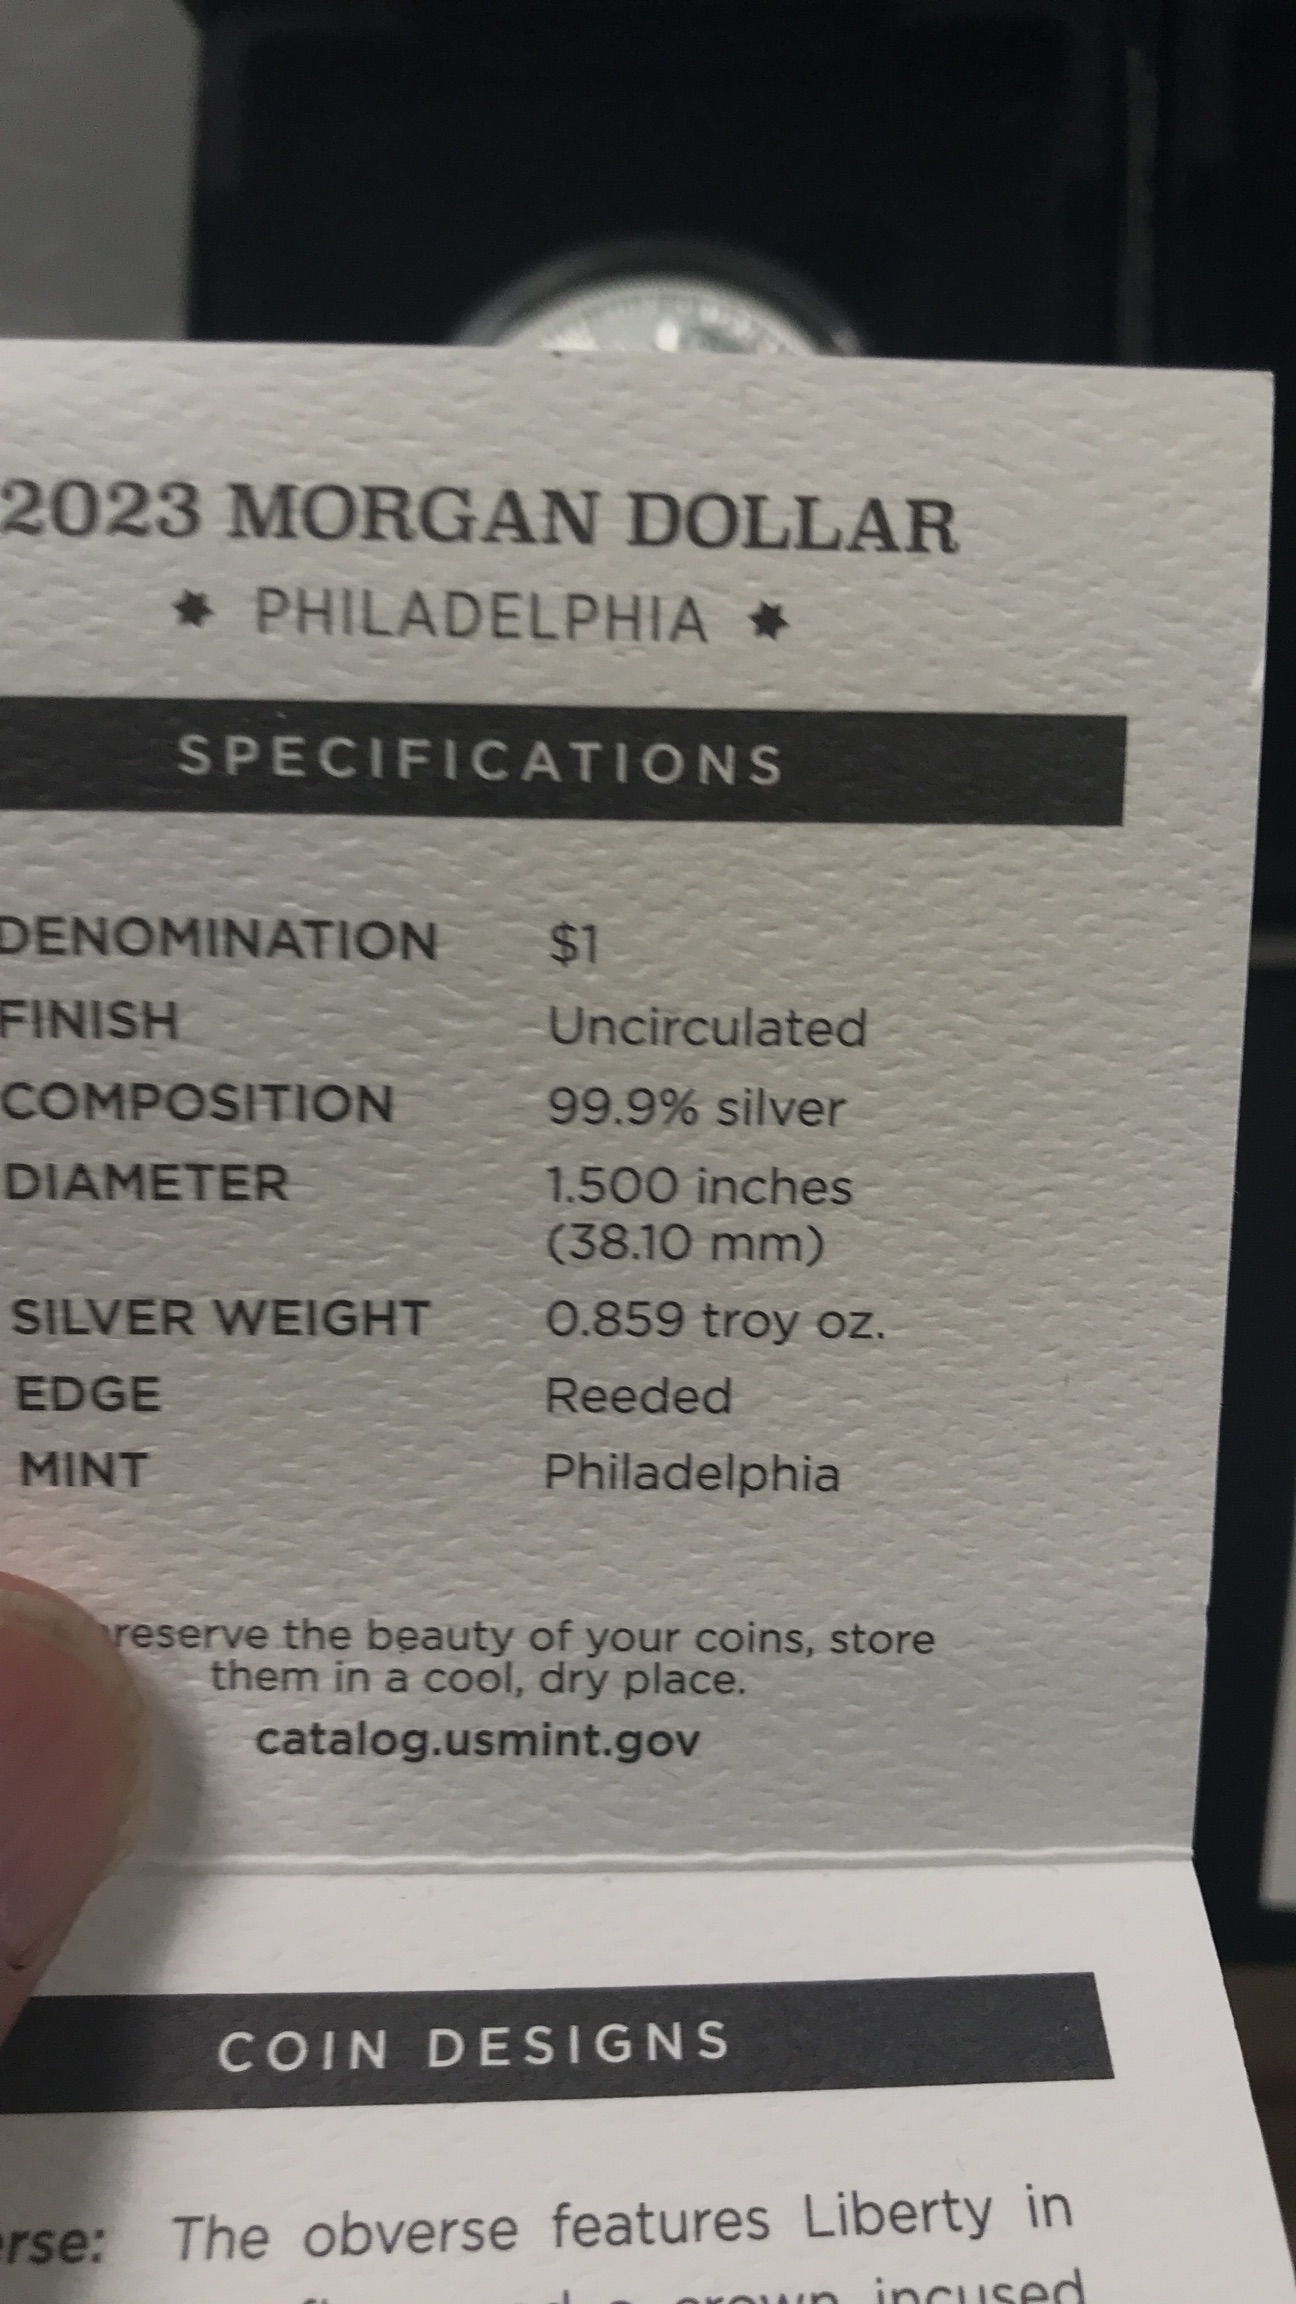 2023 MORGAN DOLLAR
PHILADELPHIA
SPECIFICATIONS
DENOMINATION $1
FINISH Uncirculated
COMPOSITION 99.9% silver
DIAMETER 1.500 inches
(38.10 mm)
SILVER WEIGHT 0.859 troy oz.
EDGE Reeded
MINT Philadelphia
reserve the beauty of your coins, store
them in a cool, dry place.
catalog.usmint.gov
COIN DESIGNS
rse: The obverse features Liberty in
crown incused